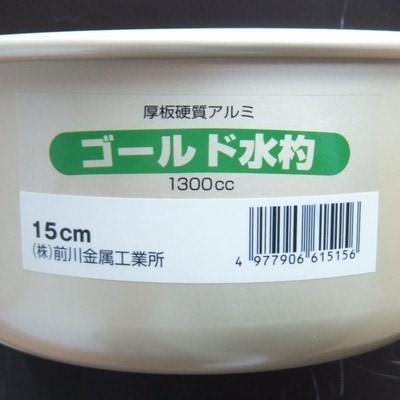 厚板硬質アルミ
ゴールド水杓
1300cc
15cm
(株)前川金属工業所
4 977906 615156